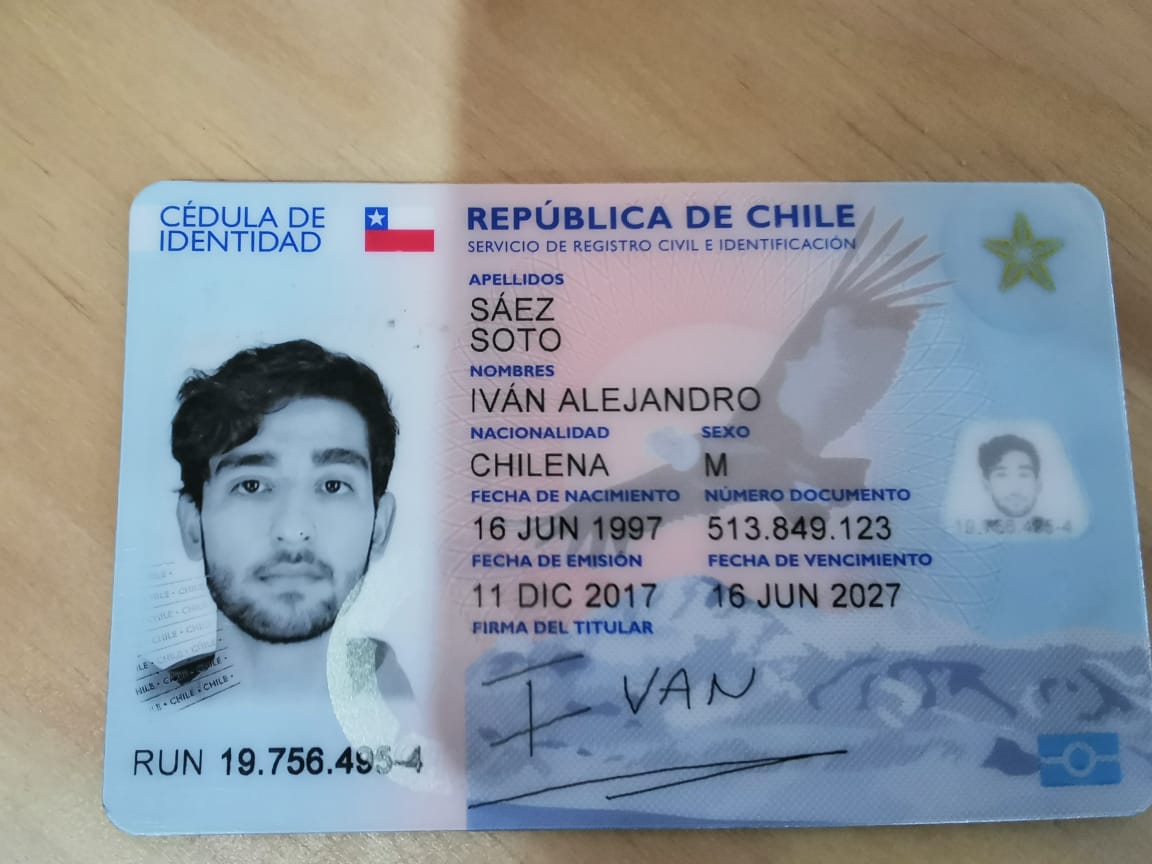 CÉDULA DE
IDENTIDAD
REPÚBLICA DE CHILE
SERVICIO DE REGISTRO CIVIL E IDENTIFICACIÓN
APELLIDOS
SÁEZ
SOTO
NOMBRES
IVÁN ALEJANDRO
NACIONALIDAD SEXO
CHILENA M
FECHA DE NACIMIENTO NÚMERO DOCUMENTO
16 JUN 1997 513.849.123
FECHA DE EMISIÓN FECHA DE VENCIMIENTO
11 DIC 2017 16 JUN 2027
FIRMA DEL TITULAR
IVAN
RUN 19.756.495-4
19.756.495-4
CHILE • CHILE •